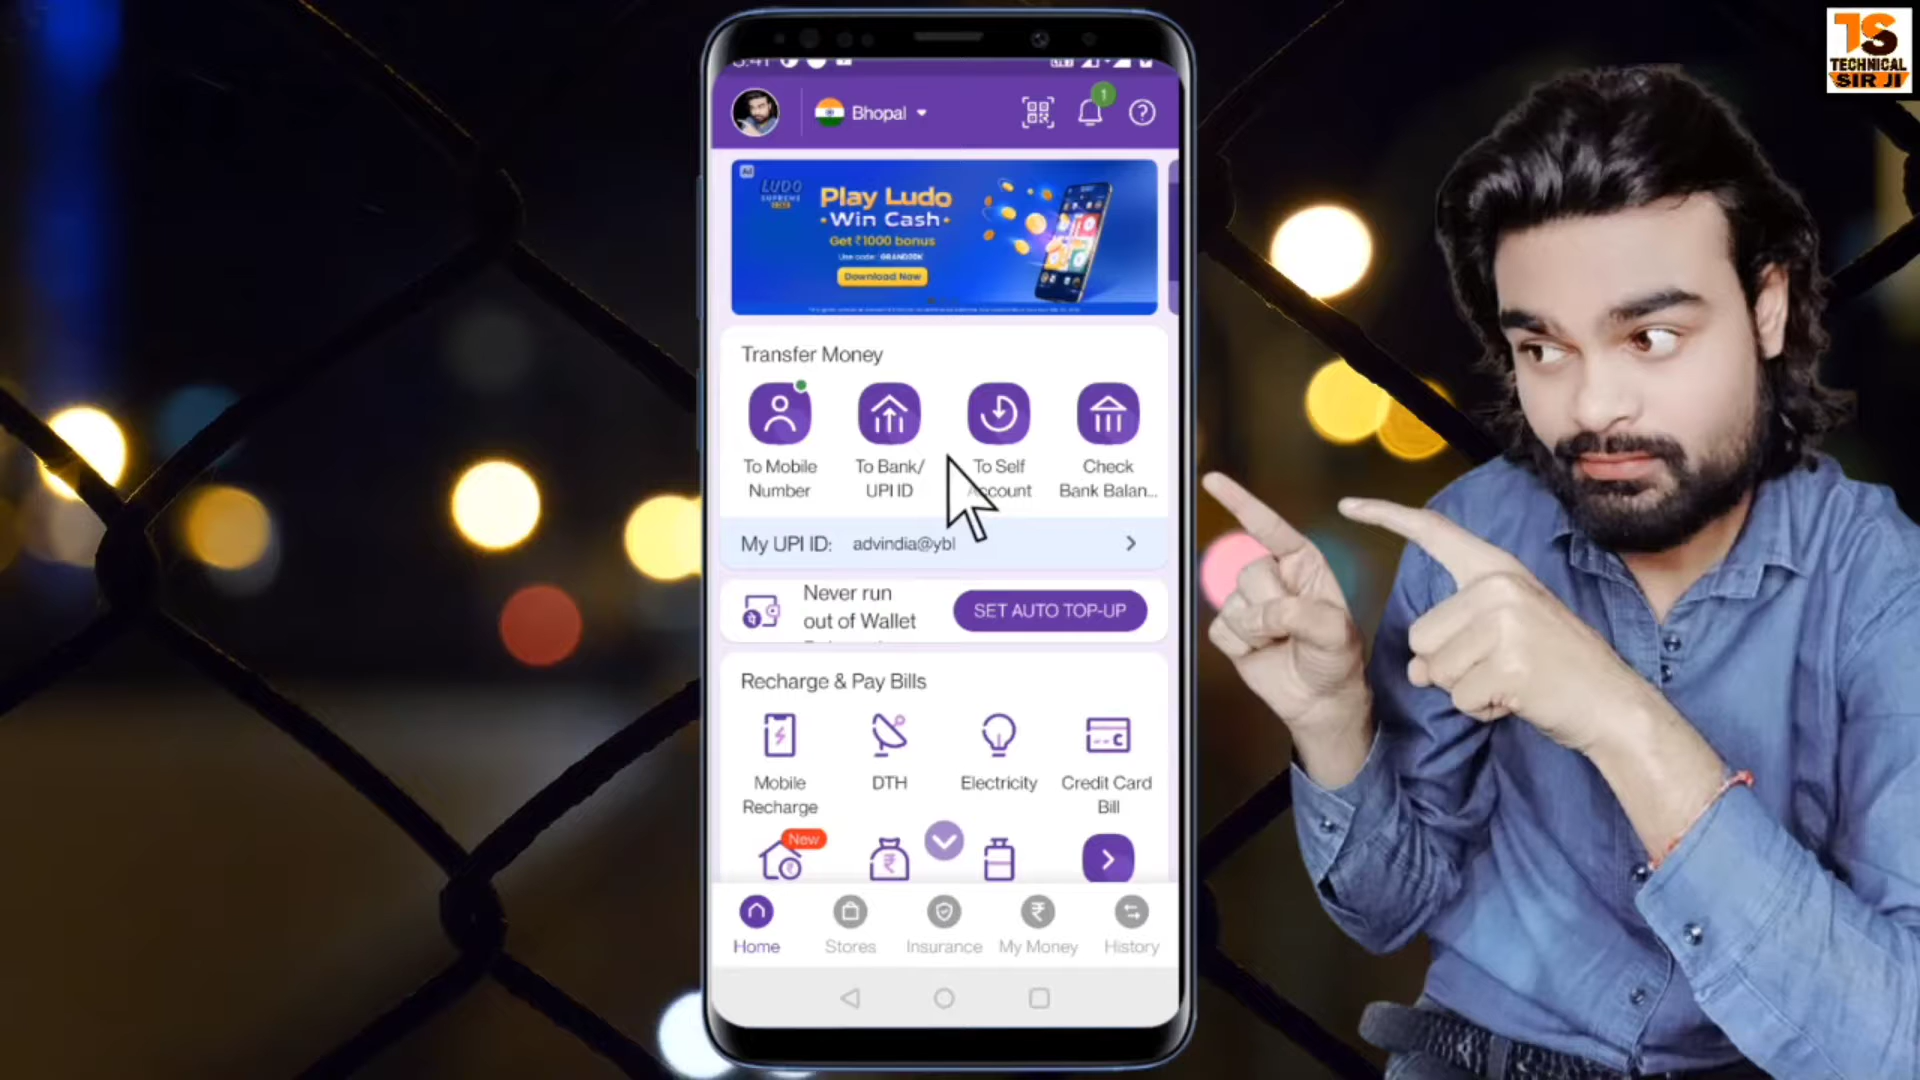 TS
TECHNICAL
SIR JI
Bhopal
1
Ad
LUDO
SUPREME
Play Ludo
Win Cash
Get ₹1000 bonus
Download Now
Transfer Money
To Mobile
Number
To Bank/
UPI ID
To Self
Account
Check
Bank Balan...
My UPI ID: advindia@ybl
Never run
out of Wallet
SET AUTO TOP-UP
Recharge & Pay Bills
Mobile
Recharge
DTH
Electricity
Credit Card
Bill
New
Home
Stores
Insurance
My Money
History